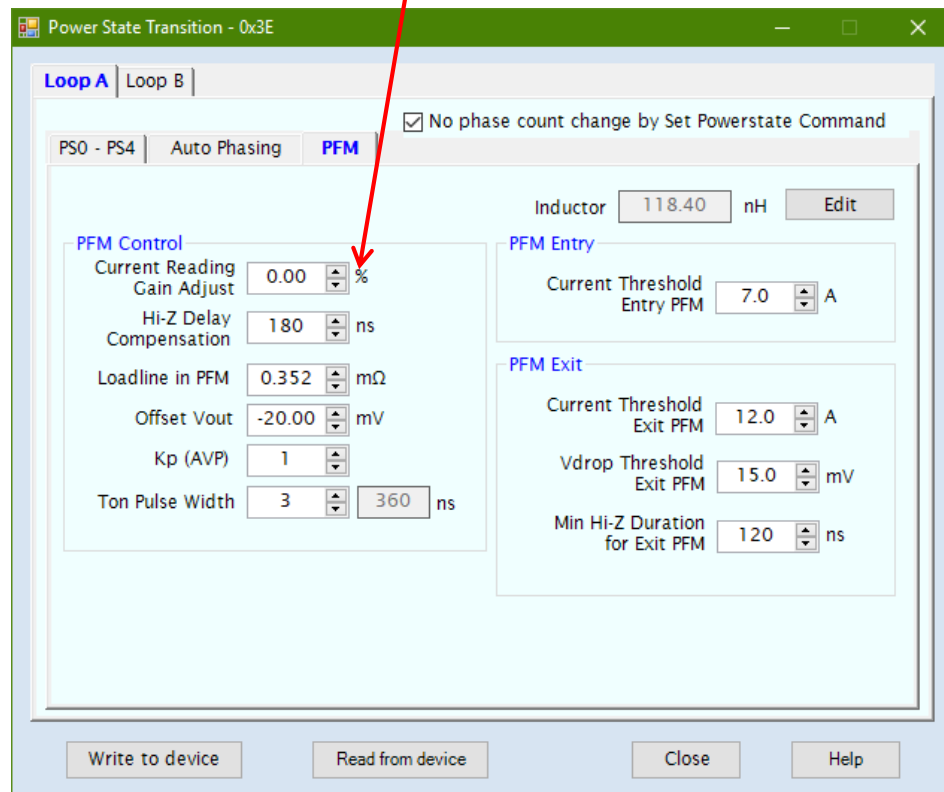 Power State Transition - 0x3E
Loop A Loop B
No phase count change by Set Powerstate Command
PS0 - PS4 Auto Phasing PFM
Inductor 118.40 nH Edit
PFM Control
Current Reading
Gain Adjust 0.00 %
Hi-Z Delay
Compensation 180 ns
Loadline in PFM 0.352 mΩ
Offset Vout -20.00 mV
Kp (AVP) 1
Ton Pulse Width 3 360 ns
PFM Entry
Current Threshold
Entry PFM 7.0 A
PFM Exit
Current Threshold
Exit PFM 12.0 A
Vdrop Threshold
Exit PFM 15.0 mV
Min Hi-Z Duration
for Exit PFM 120 ns
Write to device Read from device Close Help